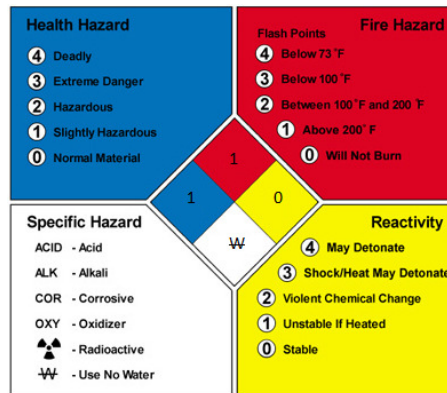 Health Hazard
4 Deadly
3 Extreme Danger
2 Hazardous
1 Slightly Hazardous
0 Normal Material
Fire Hazard
Flash Points
4 Below 73°F
3 Below 100°F
2 Between 100°F and 200°F
1 Above 200°F
0 Will Not Burn
1
1
0
W
Specific Hazard
ACID - Acid
ALK - Alkali
COR - Corrosive
OXY - Oxidizer
- Radioactive
W - Use No Water
Reactivity
4 May Detonate
3 Shock/Heat May Detonate
2 Violent Chemical Change
1 Unstable If Heated
0 Stable